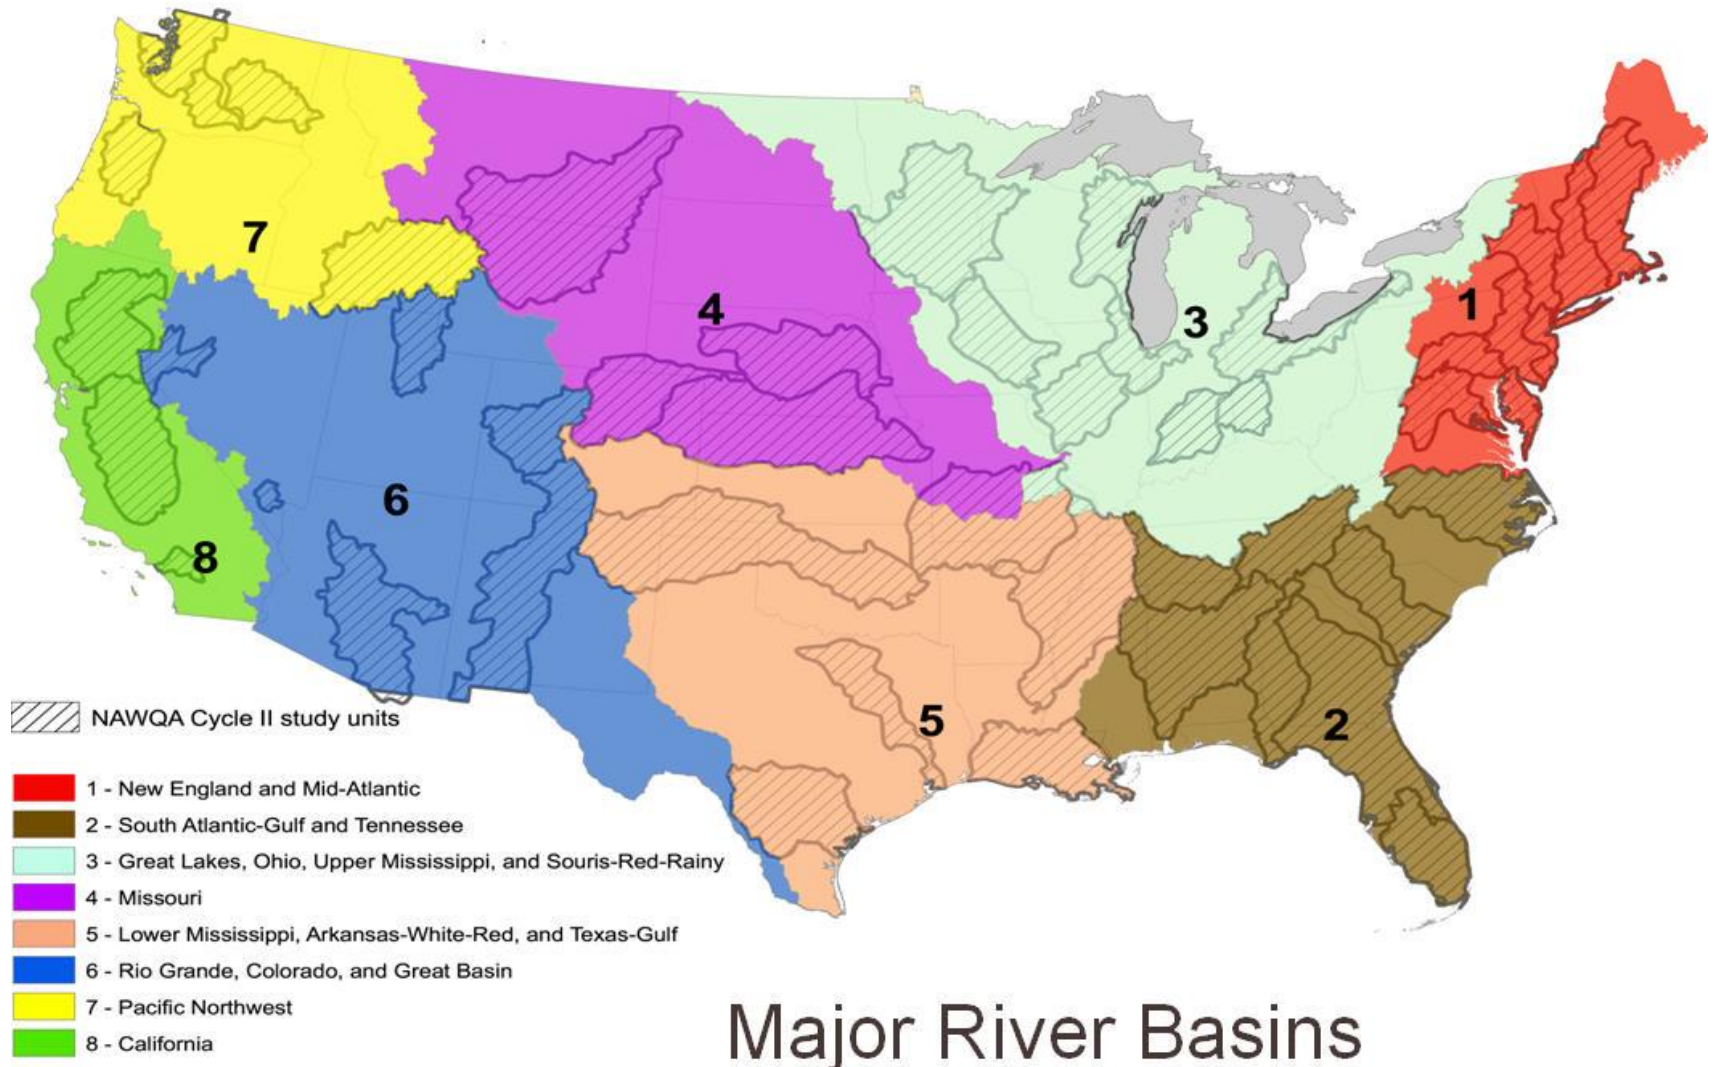 7
4
3
1
6
8
5
2
NAWQA Cycle II study units
1 - New England and Mid-Atlantic
2 - South Atlantic-Gulf and Tennessee
3 - Great Lakes, Ohio, Upper Mississippi, and Souris-Red-Rainy
4 - Missouri
5 - Lower Mississippi, Arkansas-White-Red, and Texas-Gulf
6 - Rio Grande, Colorado, and Great Basin
7 - Pacific Northwest
8 - California
Major River Basins